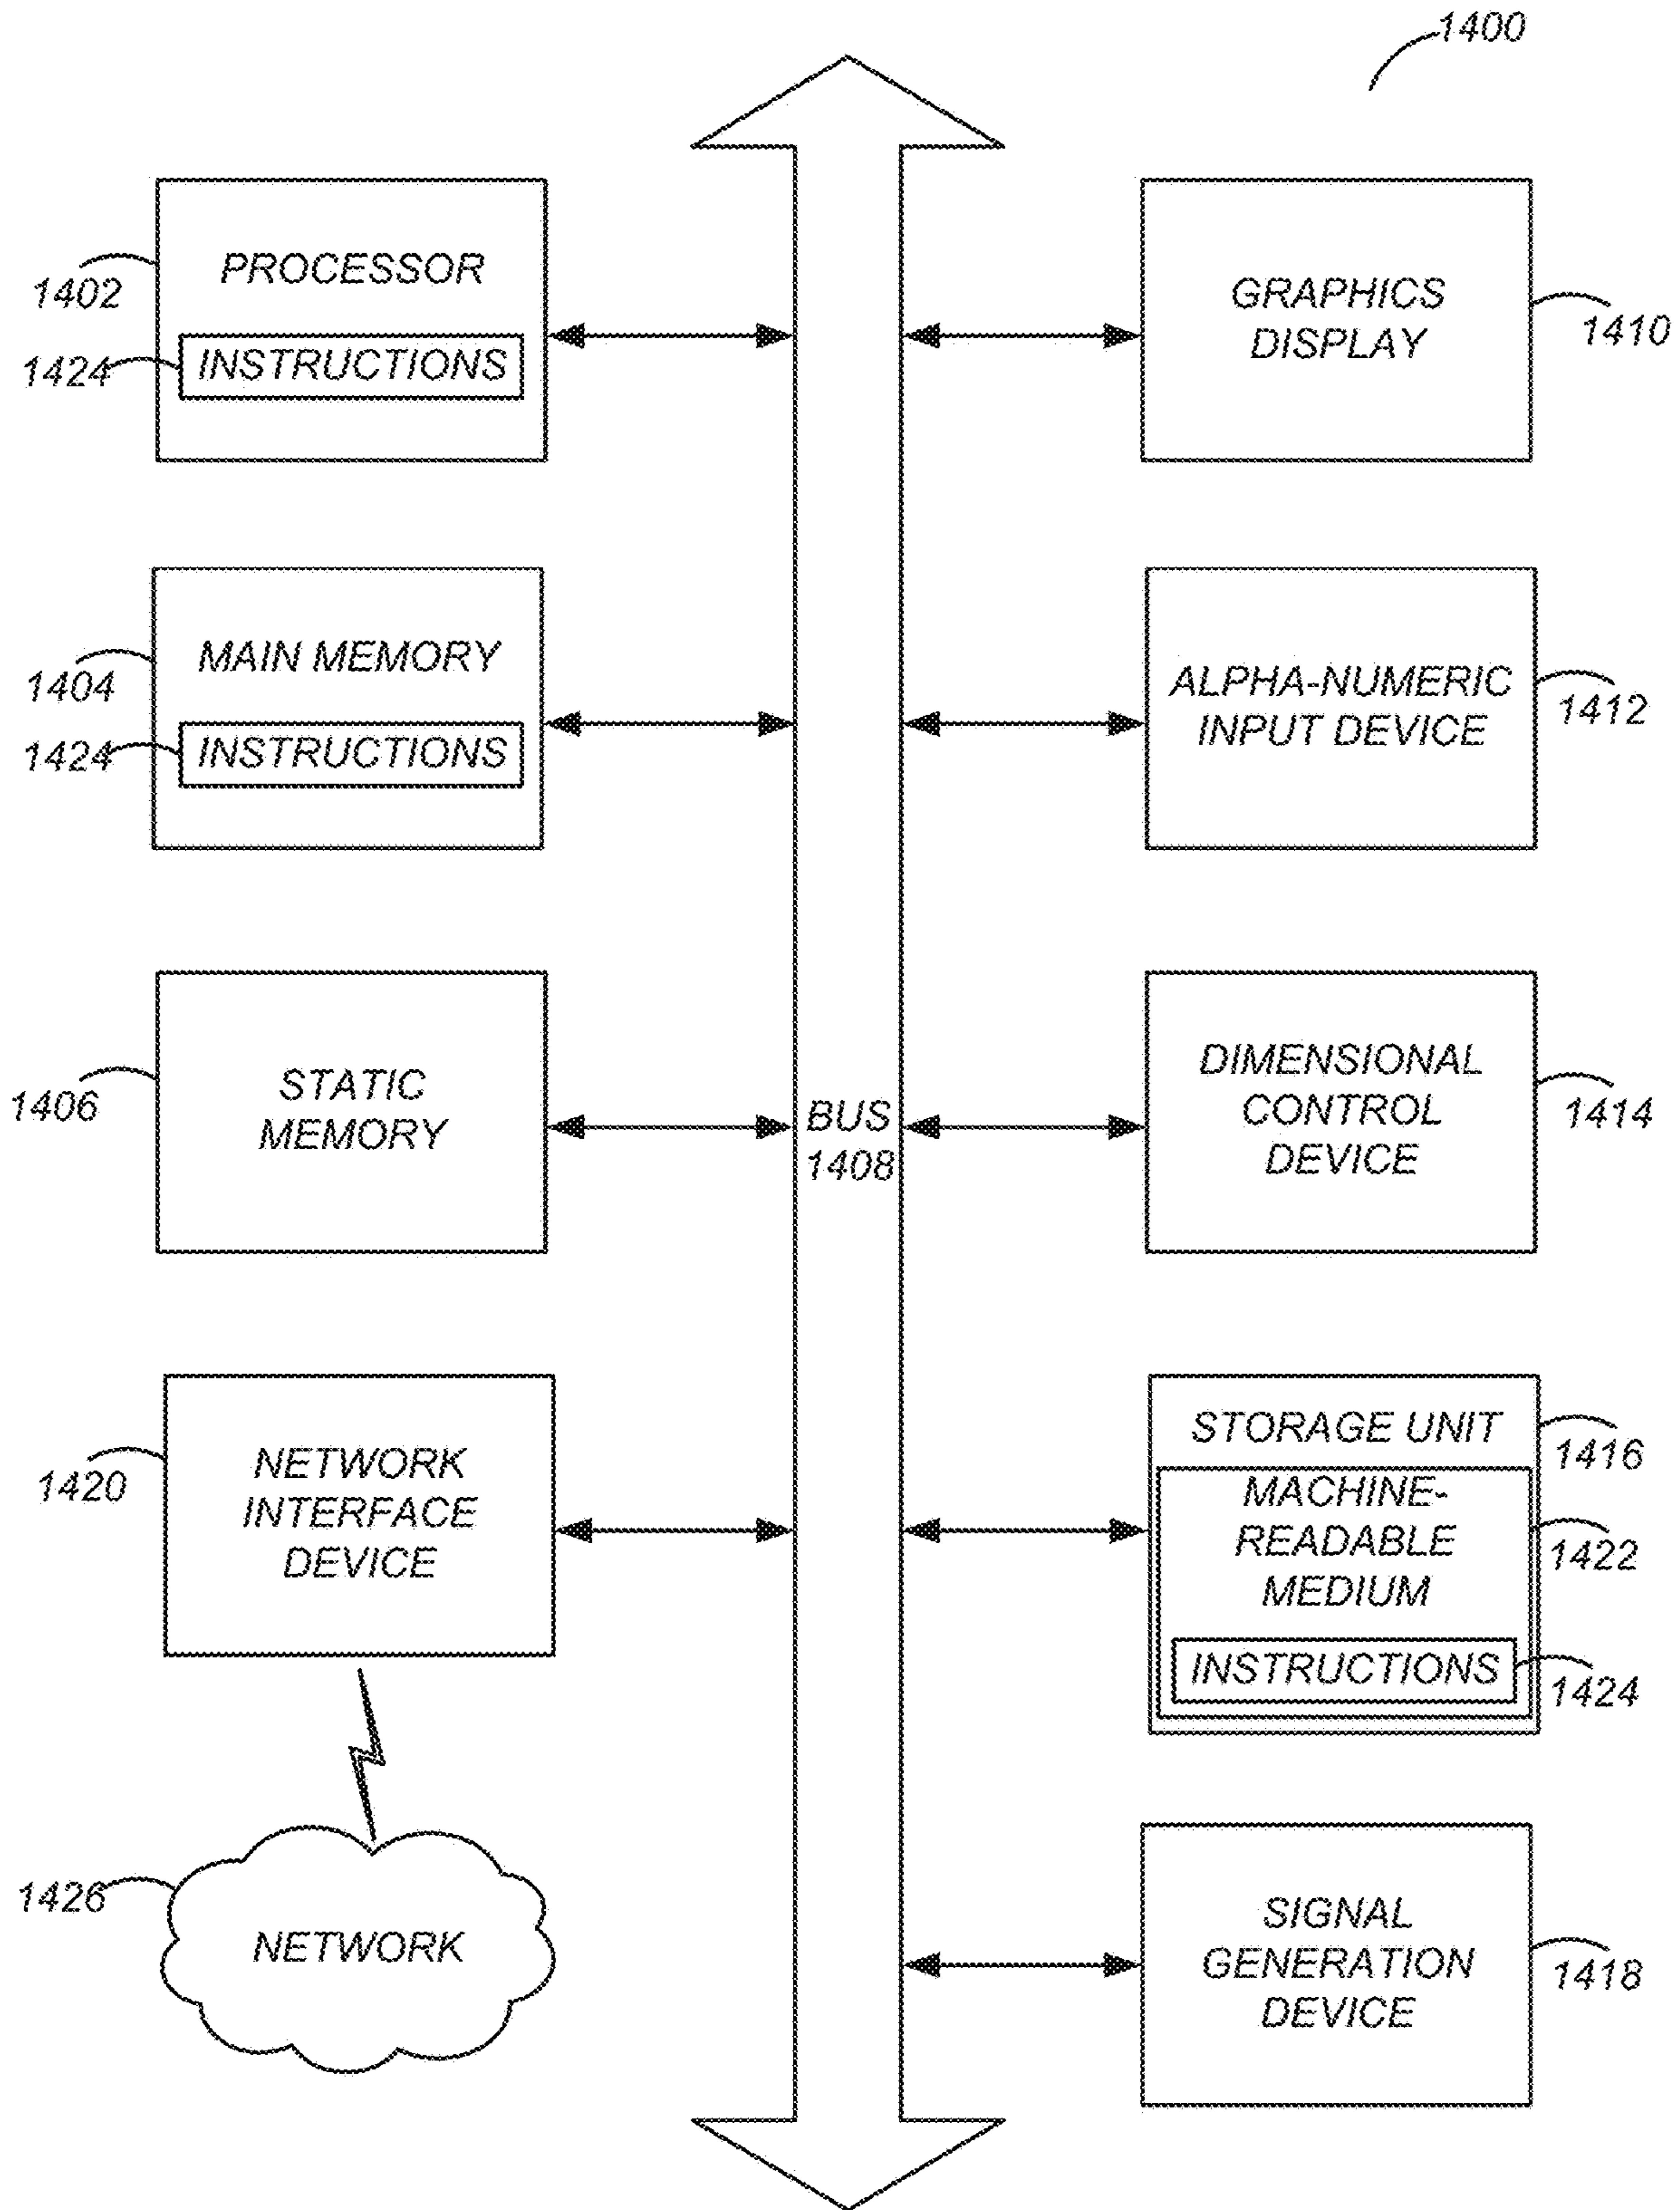 1400
PROCESSOR
1402
1424
INSTRUCTIONS
GRAPHICS
DISPLAY
1410
MAIN MEMORY
1404
1424
INSTRUCTIONS
ALPHA-NUMERIC
INPUT DEVICE
1412
STATIC
MEMORY
1406
BUS
1408
DIMENSIONAL
CONTROL
DEVICE
1414
NETWORK
INTERFACE
DEVICE
1420
STORAGE UNIT
1416
MACHINE-
READABLE
MEDIUM
1422
INSTRUCTIONS
1424
1426
NETWORK
SIGNAL
GENERATION
DEVICE
1418